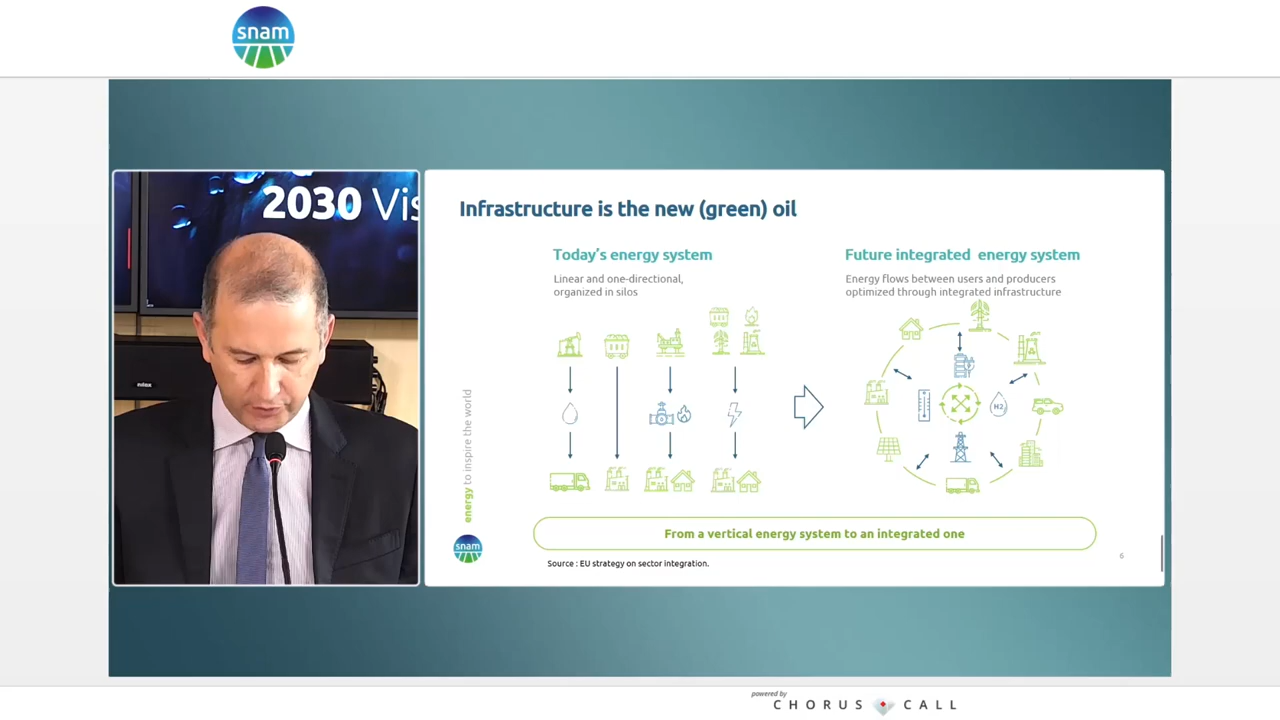 snam
2030 Vis
Infrastructure is the new (green) oil
Today's energy system
Linear and one-directional,
organized in silos
Future integrated energy system
Energy flows between users and producers
optimized through integrated infrastructure
H2
energy to inspire the world
From a vertical energy system to an integrated one
snam
Source : EU strategy on sector integration.
6
powered by
CHORUS CALL